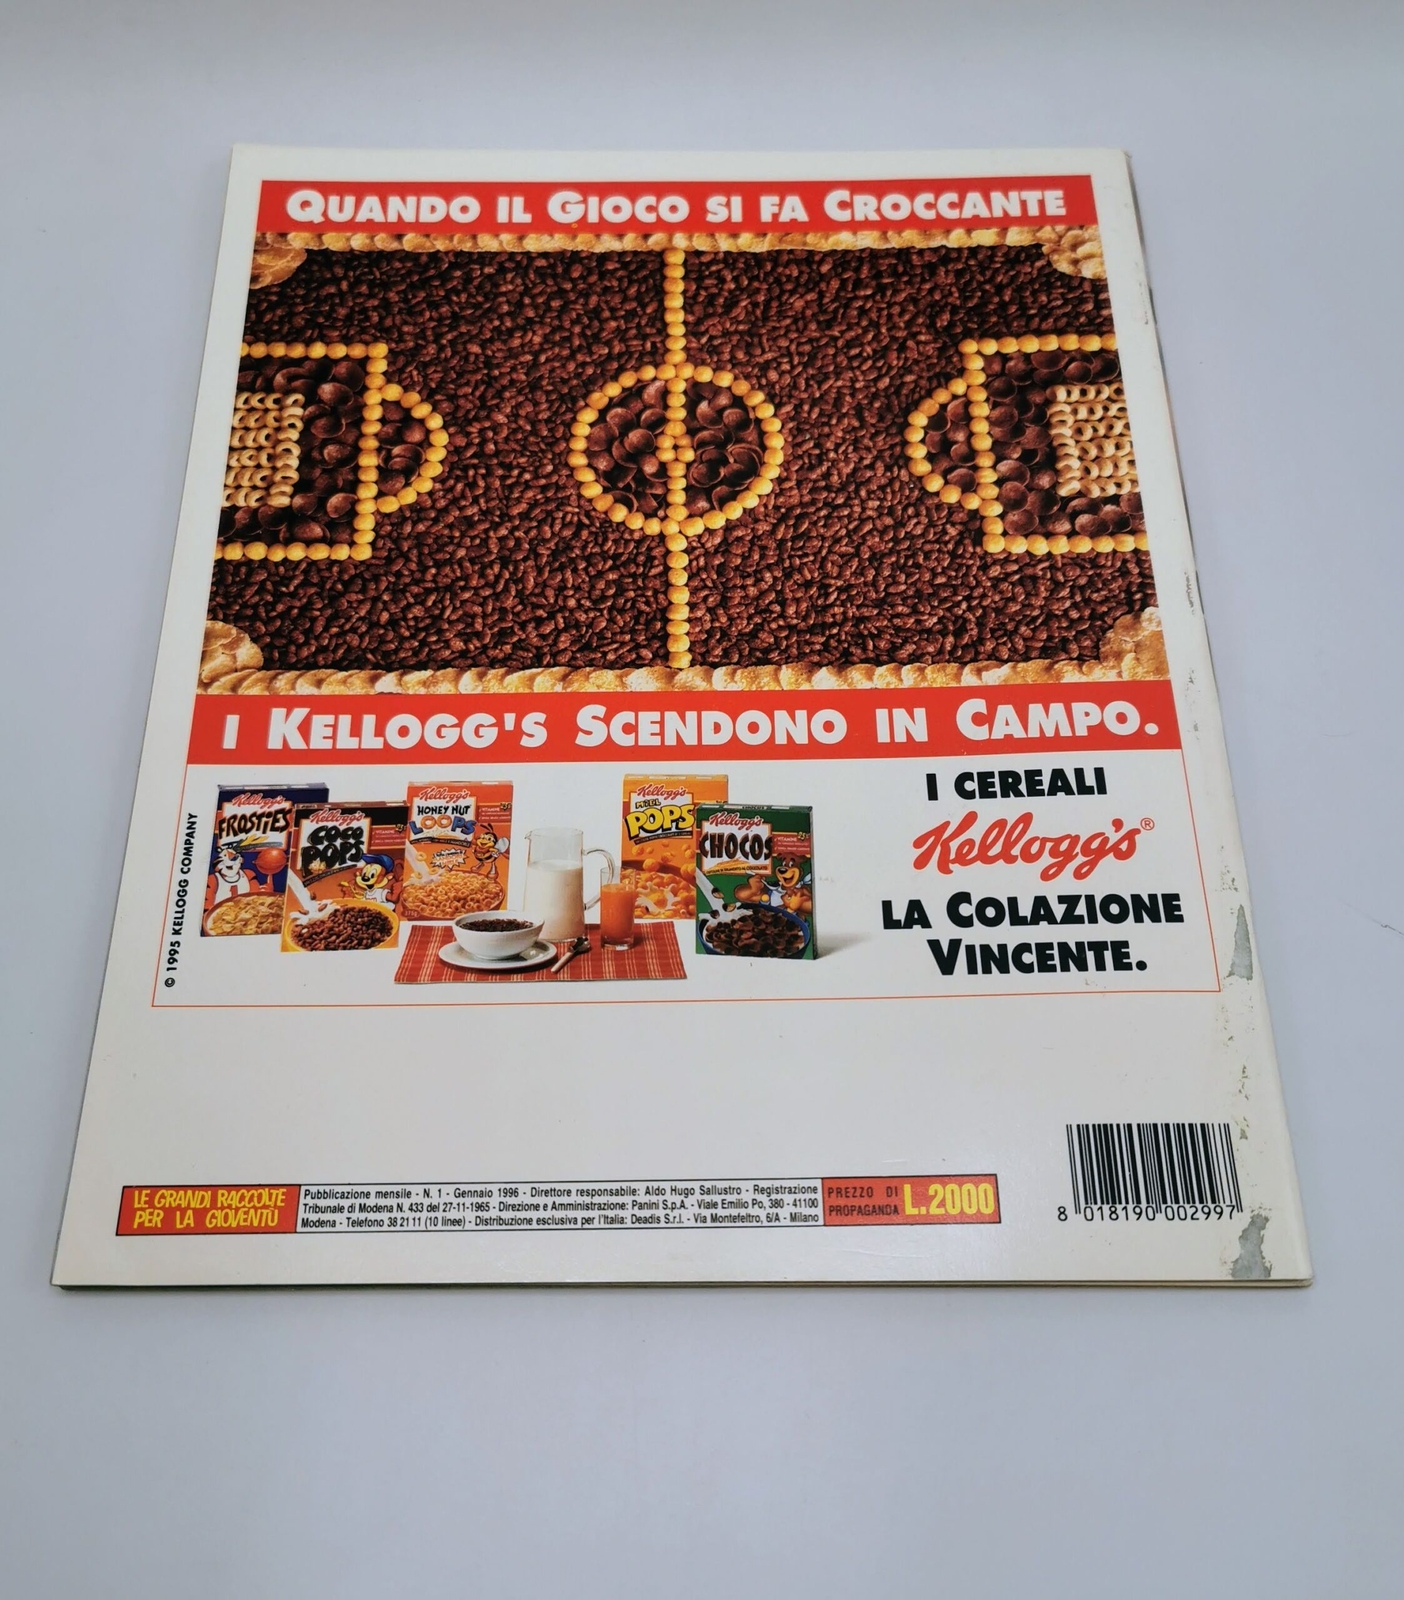 QUANDO IL GIOCO SI FA CROCCANTE
I KELLOGG'S SCENDONO IN CAMPO.
© 1995 KELLOGG COMPANY
Kellogg's
FROSTIES
Kellogg's
COCO
POPS
Kellogg's
HONEY NUT
LOOPS
Kellogg's
MIEL
POPS
Kellogg's
CHOCOS
I CEREALI
Kellogg's®
LA COLAZIONE
VINCENTE.
LE GRANDI RACCOLTE
PER LA GIOVENTÙ
Pubblicazione mensile - N. 1 - Gennaio 1996 - Direttore responsabile: Aldo Hugo Sallustro - Registrazione
Tribunale di Modena N. 433 del 27-11-1965 - Direzione e Amministrazione: Panini S.p.A. - Viale Emilio Po, 380 - 41100
Modena - Telefono 38 21 11 (10 linee) - Distribuzione esclusiva per l'Italia: Deadis S.r.l. - Via Montefeltro, 6/A - Milano
PREZZO DI
PROPAGANDA L.2000
8 018190 002997